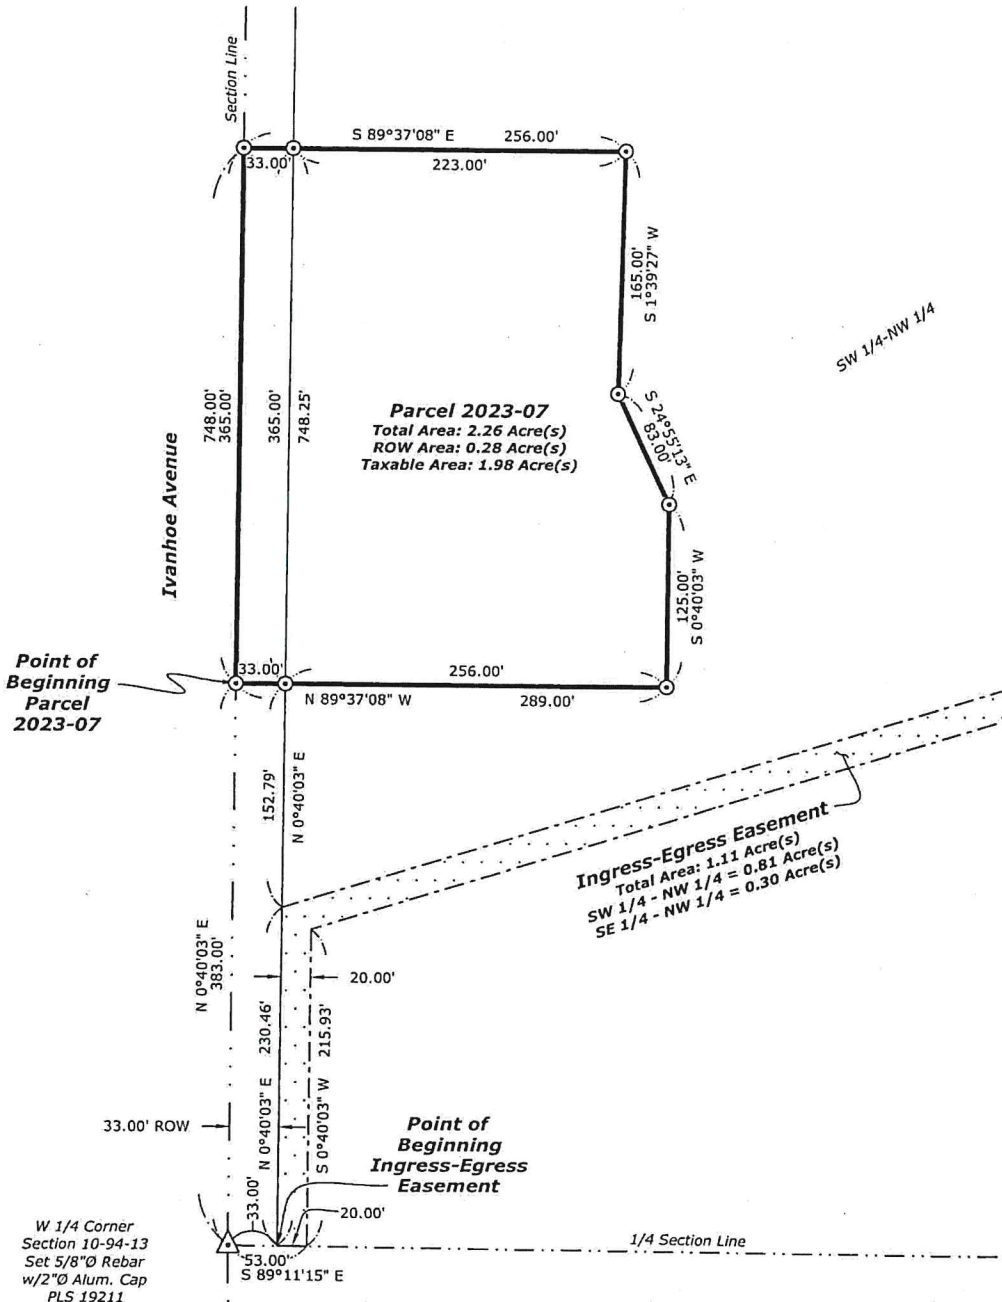 Section Line
S 89°37'08" E
256.00'
33.00'
223.00'
165.00'
S 1°39'27" W
SW 1/4-NW 1/4
S 24°55'13" E
83.00'
748.00'
365.00'
365.00'
748.25'
Parcel 2023-07
Total Area: 2.26 Acre(s)
ROW Area: 0.28 Acre(s)
Taxable Area: 1.98 Acre(s)
Ivanhoe Avenue
125.00'
S 0°40'03" W
Point of
Beginning
Parcel
2023-07
33.00'
256.00'
N 89°37'08" W
289.00'
152.79'
N 0°40'03" E
Ingress-Egress Easement
Total Area: 1.11 Acre(s)
SW 1/4 - NW 1/4 = 0.81 Acre(s)
SE 1/4 - NW 1/4 = 0.30 Acre(s)
N 0°40'03" E
383.00'
20.00'
230.46'
N 0°40'03" E
215.93'
S 0°40'03" W
33.00' ROW
Point of
Beginning
Ingress-Egress
Easement
33.00'
20.00'
W 1/4 Corner
Section 10-94-13
Set 5/8"Ø Rebar
w/2"Ø Alum. Cap
PLS 19211
53.00'
S 89°11'15" E
1/4 Section Line